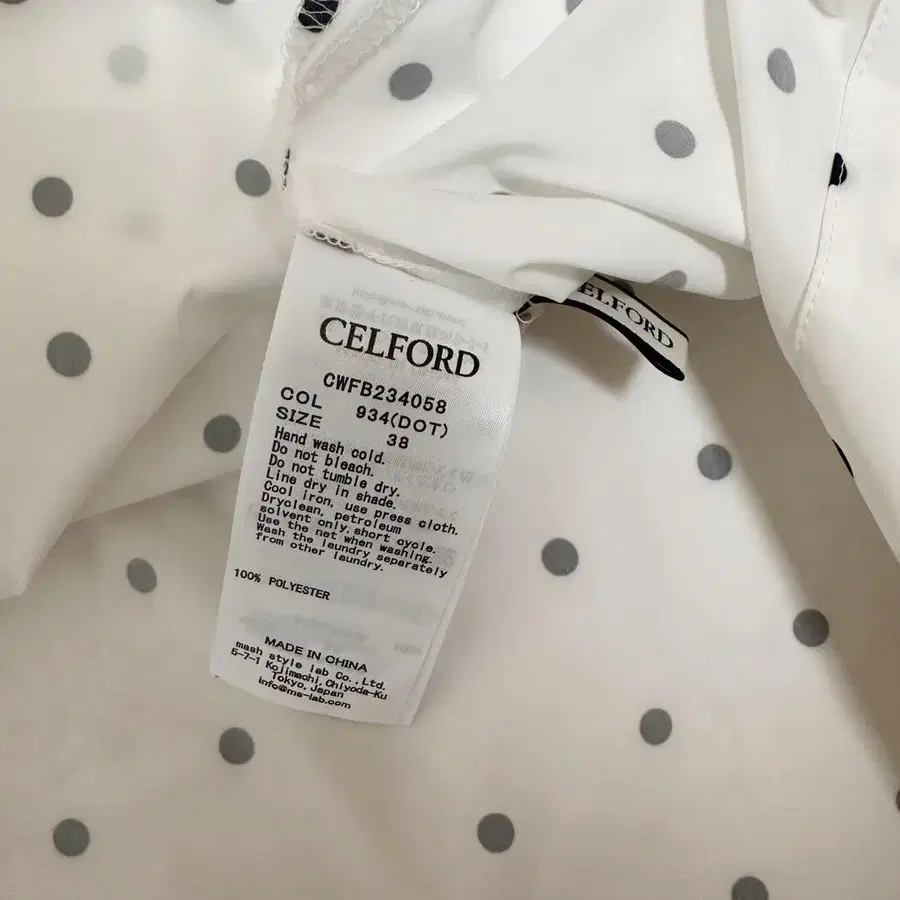 CELFORD
CWFB234058
COL 934(DOT)
SIZE 38
Hand wash cold.
Do not bleach.
Do not tumble dry.
Line dry in shade.
Cool iron, use press cloth.
Dryclean, petroleum
solvent only.short cycle.
Use the net when washing.
Wash the laundry separately
from other laundry.
100% POLYESTER
MADE IN CHINA
mash style lab Co.,Ltd.
5-7-1 Kojimachi,Chiyoda-Ku
Tokyo,Japan
info@ms-lab.com
CELFORD